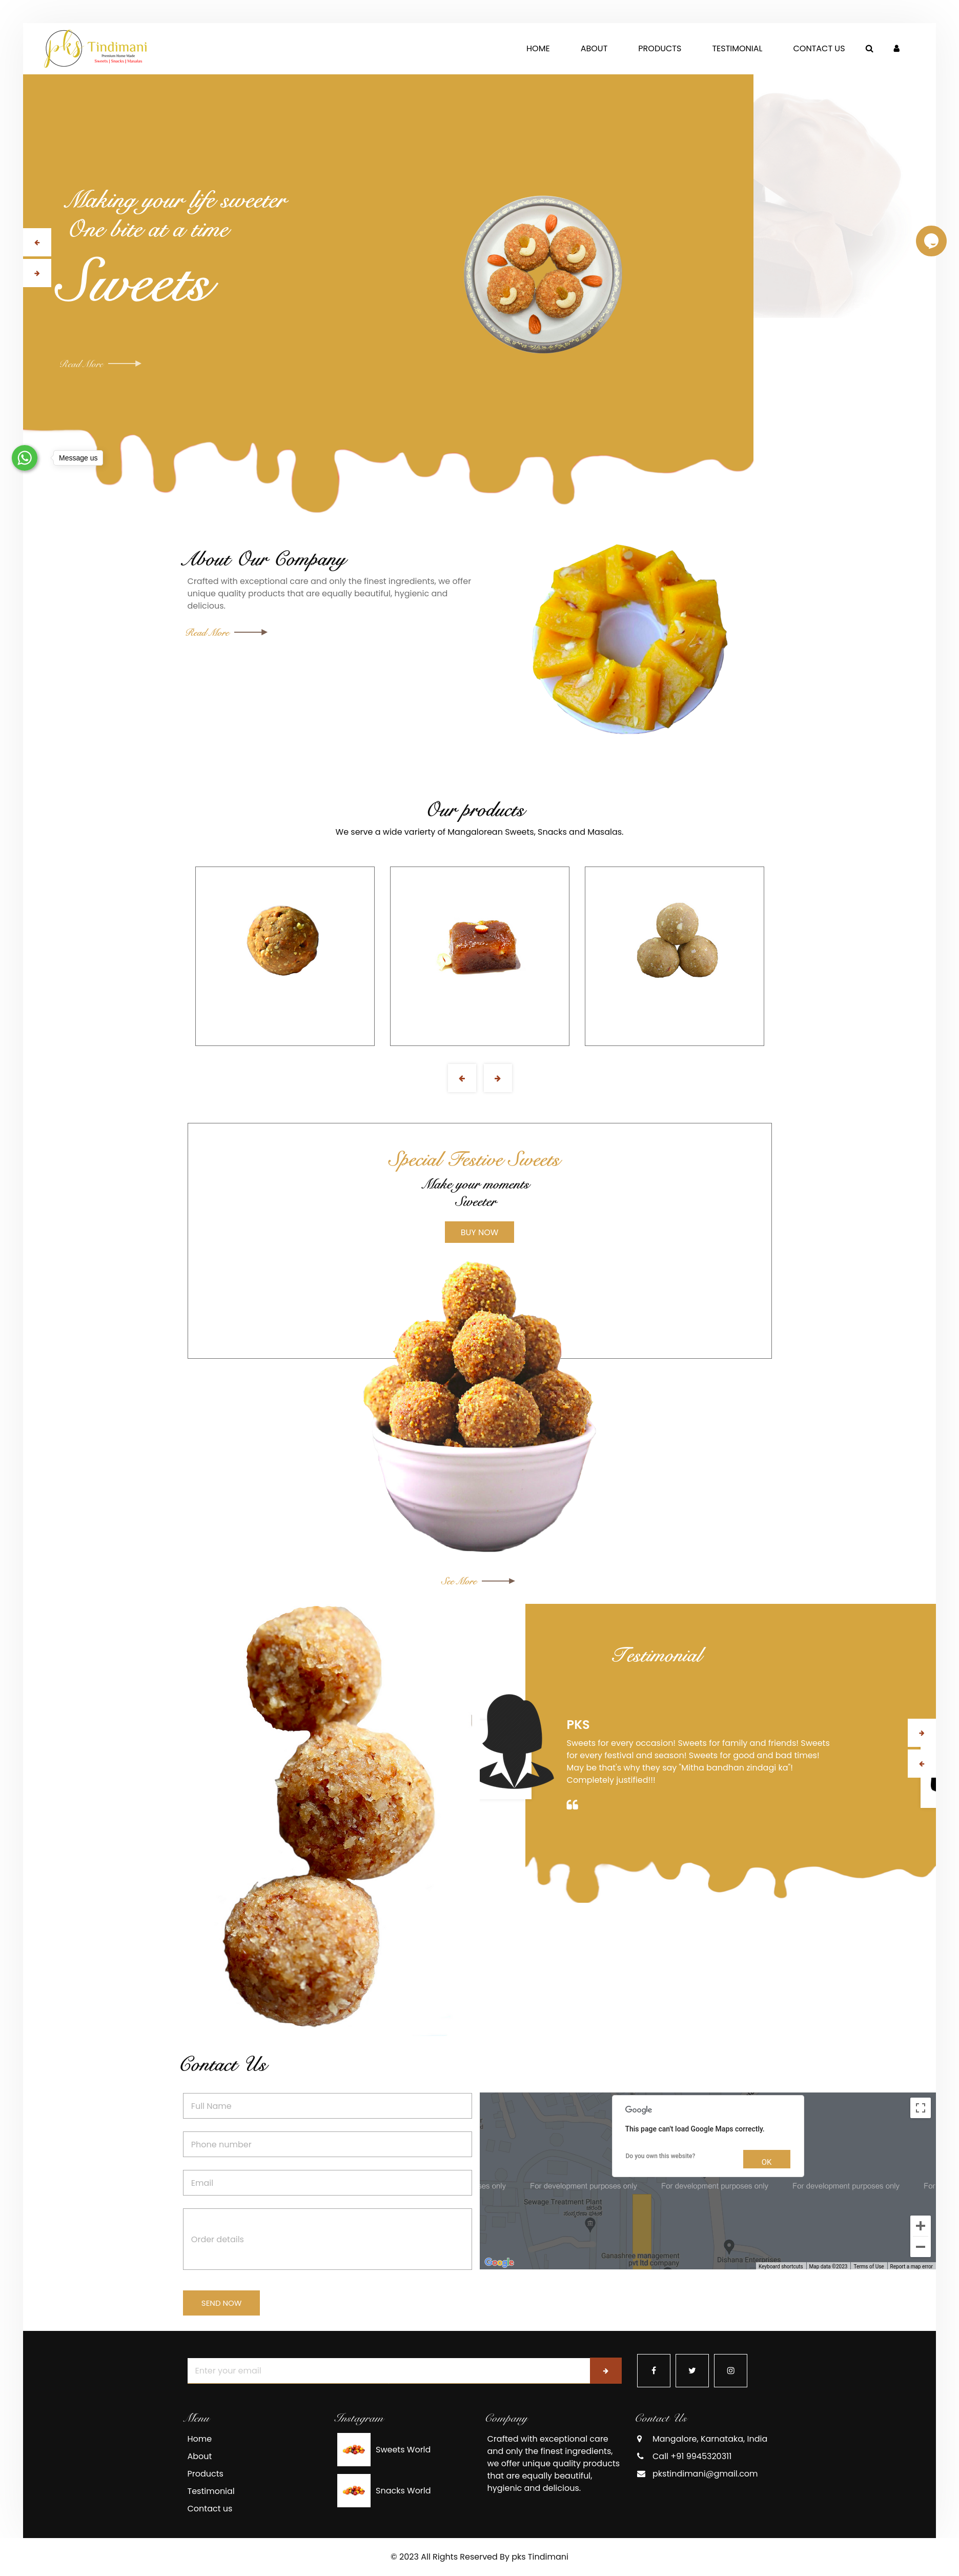 pks Tindimani
Premium Home Made
Sweets | Snacks | Masalas
HOME
ABOUT
PRODUCTS
TESTIMONIAL
CONTACT US
Making your life sweeter
One bite at a time
Sweets
Read More
Message us
About Our Company
Crafted with exceptional care and only the finest ingredients, we offer
unique quality products that are equally beautiful, hygienic and
delicious.
Read More
Our products
We serve a wide varierty of Mangalorean Sweets, Snacks and Masalas.
Special Festive Sweets
Make your moments
Sweeter
BUY NOW
See More
Testimonial
PKS
Sweets for every occasion! Sweets for family and friends! Sweets
for every festival and season! Sweets for good and bad times!
May be that's why they say "Mitha bandhan zindagi ka"!
Completely justified!!!
Contact Us
Full Name
Phone number
Email
Order details
SEND NOW
Google
This page can't load Google Maps correctly.
Do you own this website?
OK
ses only
For development purposes only
For development purposes only
For development purposes only
For
Sewage Treatment Plant
Ganashree management
pvt ltd company
Dishana Enterprises
Google
Keyboard shortcuts
Map data ©2023
Terms of Use
Report a map error
Enter your email
Menu
Home
About
Products
Testimonial
Contact us
Instagram
Sweets World
Snacks World
Company
Crafted with exceptional care
and only the finest ingredients,
we offer unique quality products
that are equally beautiful,
hygienic and delicious.
Contact Us
Mangalore, Karnataka, India
Call +91 9945320311
pkstindimani@gmail.com
© 2023 All Rights Reserved By pks Tindimani